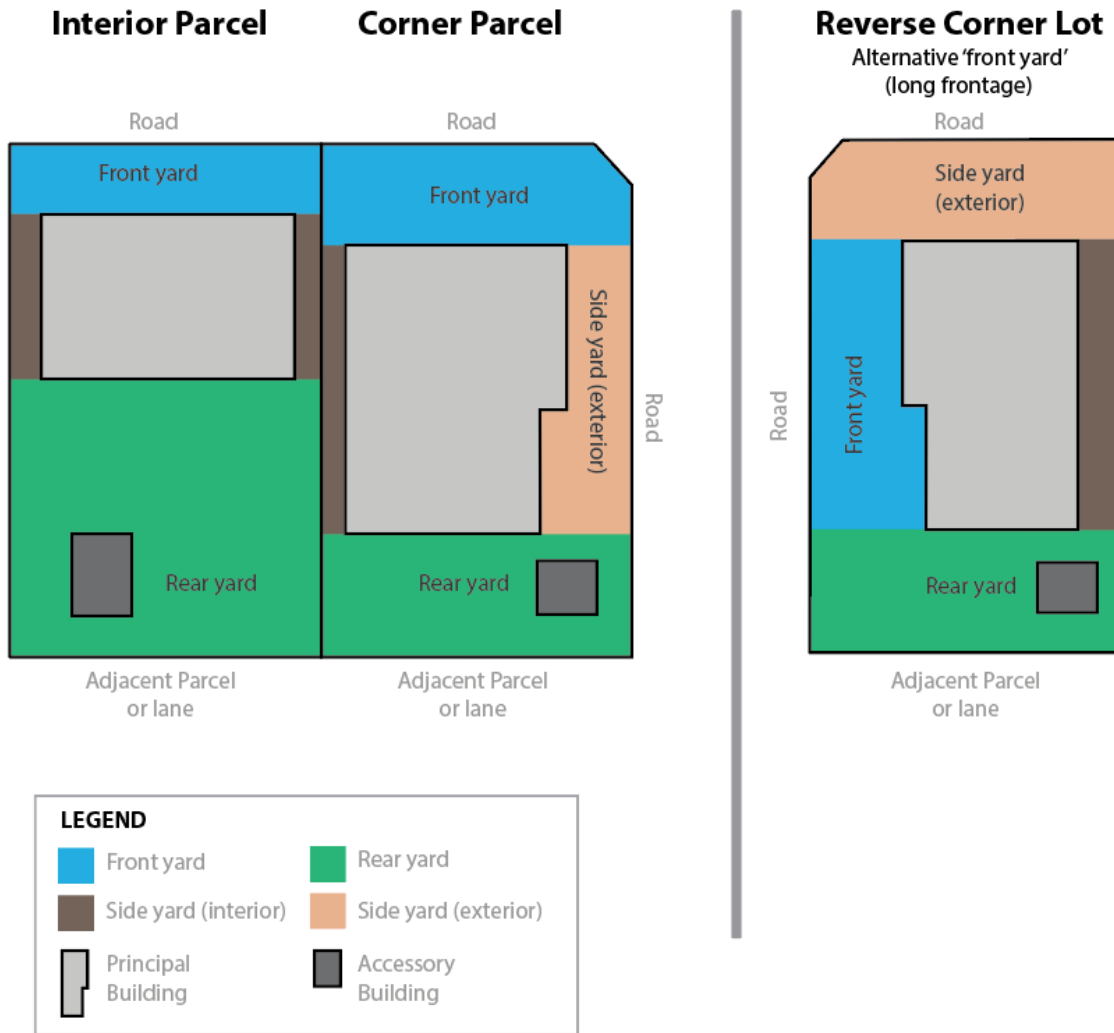 Interior Parcel
Corner Parcel
Reverse Corner Lot
Alternative ‘front yard’
(long frontage)
Road
Road
Road
Front yard
Front yard
Side yard
(exterior)
Side yard (exterior)
Road
Road
Front yard
Rear yard
Rear yard
Rear yard
Adjacent Parcel
or lane
Adjacent Parcel
or lane
Adjacent Parcel
or lane
LEGEND
Front yard
Rear yard
Side yard (interior)
Side yard (exterior)
Principal
Building
Accessory
Building